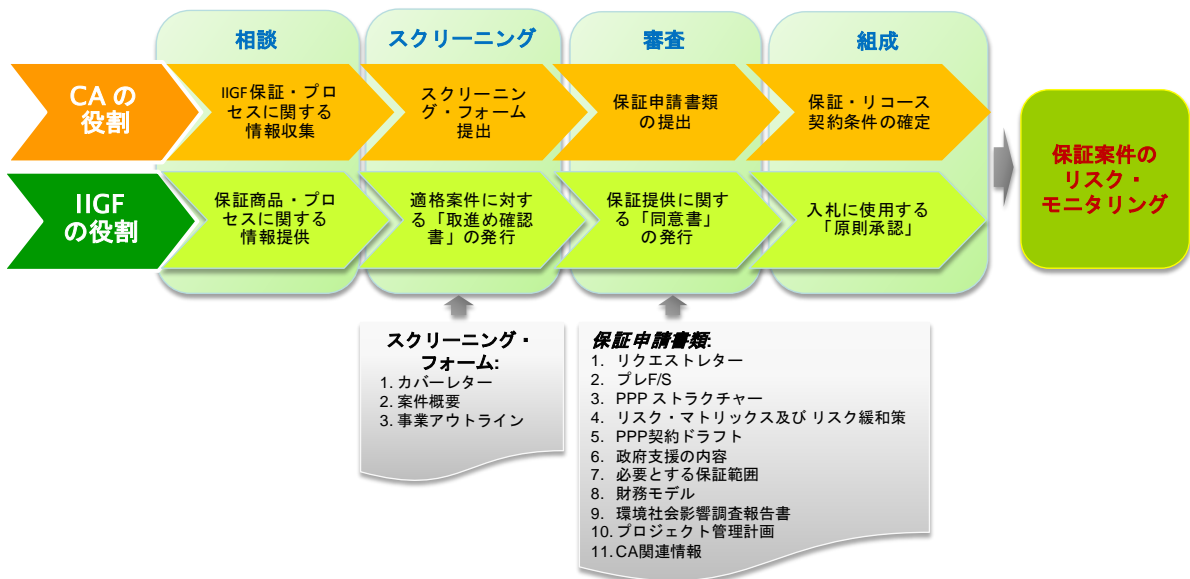 相談
スクリーニング
審査
組成
CA の
役割
IIGF 保証・プロ
セスに関する
情報収集
スクリーニン
グ・フォーム
提出
保証申請書類
の提出
保証・リコース
契約条件の確定
IIGF
の役割
保証商品・プロ
セスに関する
情報提供
適格案件に対す
る「取進め確認
書」の発行
保証提供に関す
る「同意書」
の発行
入札に使用する
「原則承認」
保証案件の
リスク・
モニタリング
スクリーニング・
フォーム:
1. カバーレター
2. 案件概要
3. 事業アウトライン
保証申請書類:
1. リクエストレター
2. プレF/S
3. PPP ストラクチャー
4. リスク・マトリックス及び リスク緩和策
5. PPP契約ドラフト
6. 政府支援の内容
7. 必要とする保証範囲
8. 財務モデル
9. 環境社会影響調査報告書
10. プロジェクト管理計画
11. CA関連情報